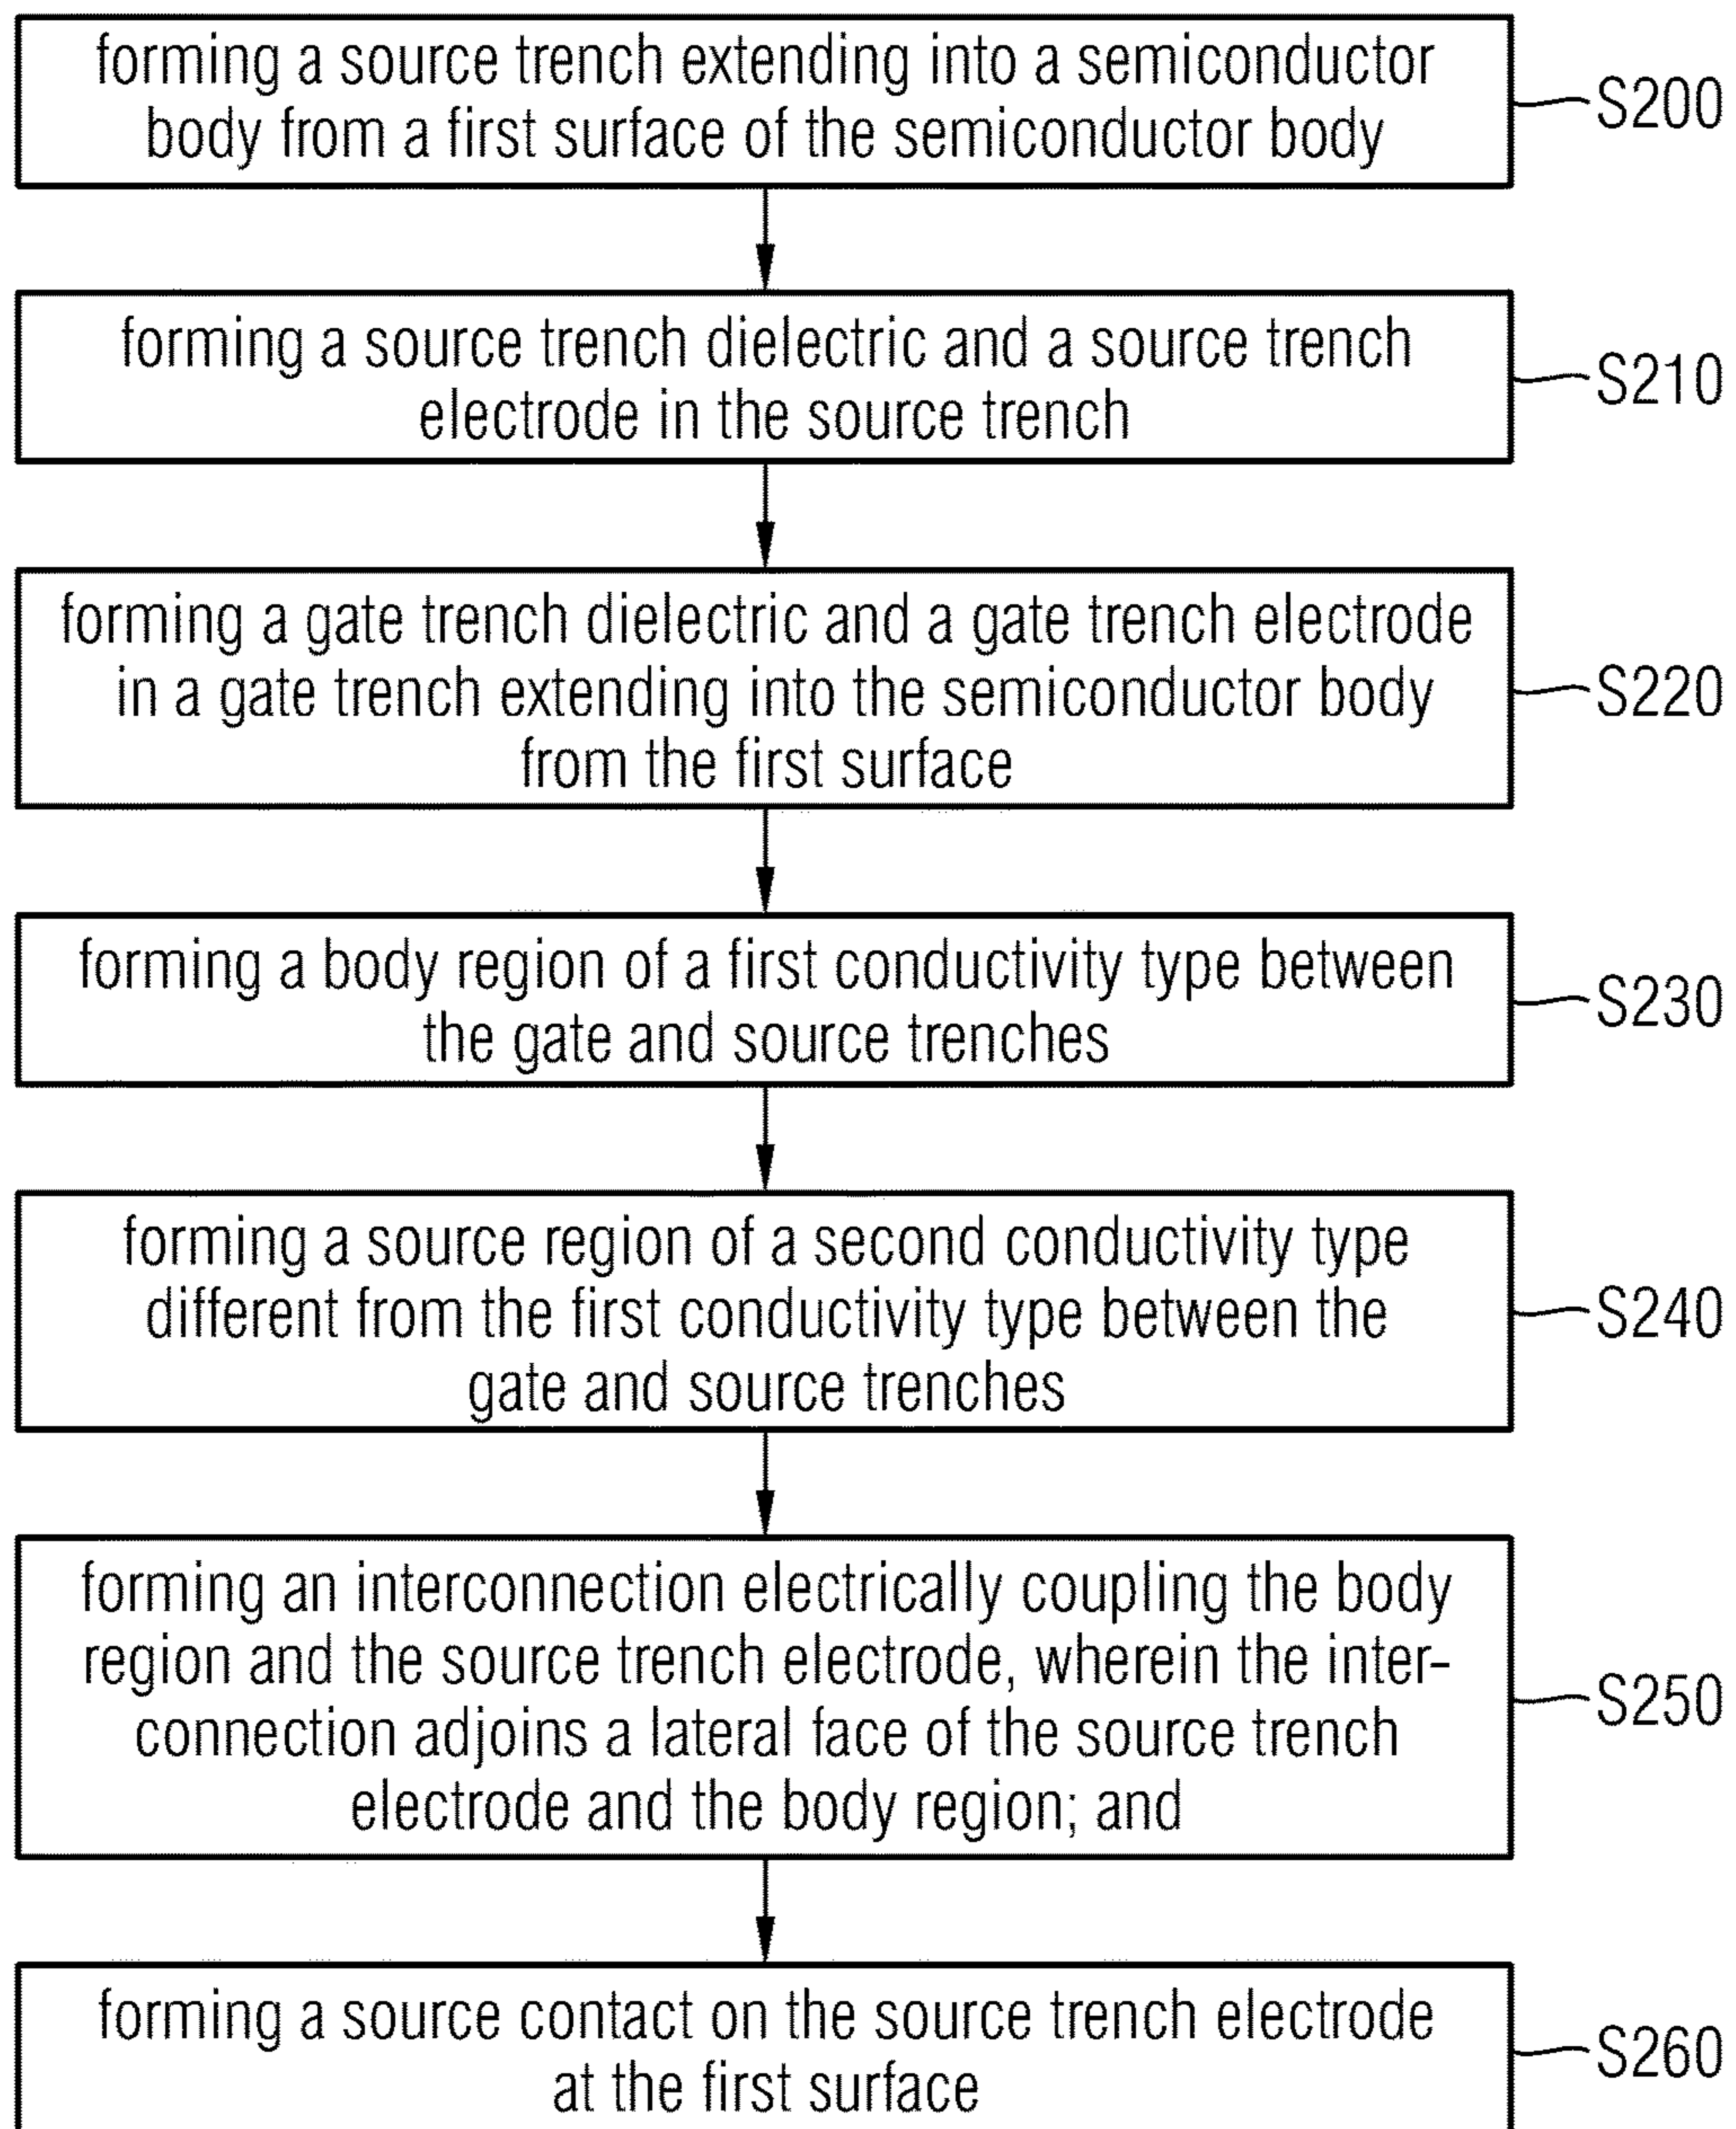 forming a source trench extending into a semiconductor
body from a first surface of the semiconductor body
S200
forming a source trench dielectric and a source trench
electrode in the source trench
S210
forming a gate trench dielectric and a gate trench electrode
in a gate trench extending into the semiconductor body
from the first surface
S220
forming a body region of a first conductivity type between
the gate and source trenches
S230
forming a source region of a second conductivity type
different from the first conductivity type between the
gate and source trenches
S240
forming an interconnection electrically coupling the body
region and the source trench electrode, wherein the inter-
connection adjoins a lateral face of the source trench
electrode and the body region; and
S250
forming a source contact on the source trench electrode
at the first surface
S260